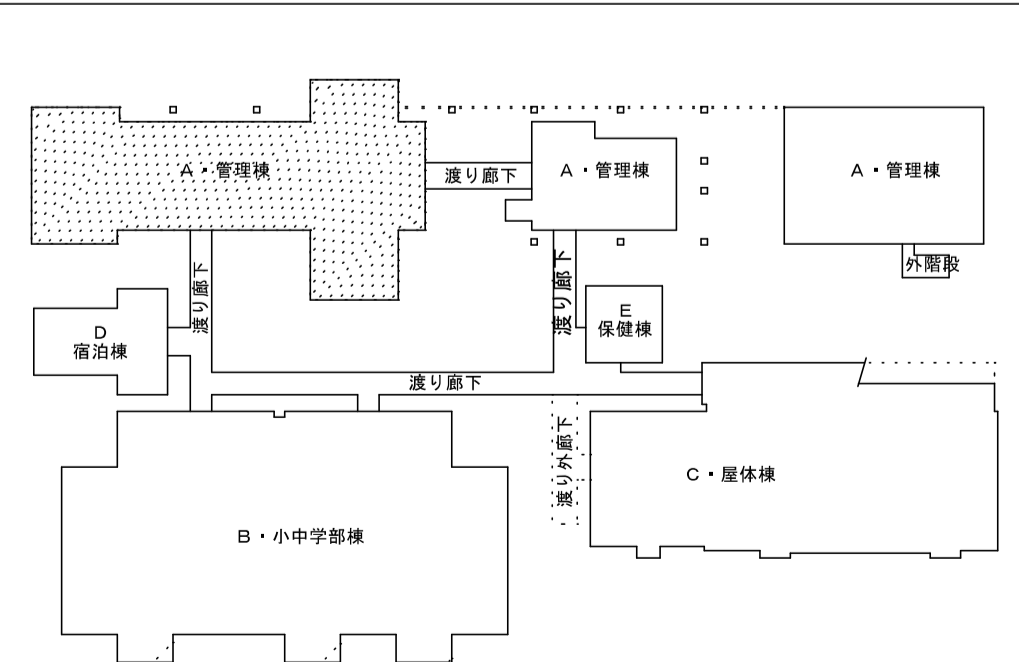 A・管理棟
渡り廊下
A・管理棟
A・管理棟
外階段
渡り廊下
渡り廊下
E
保健棟
D
宿泊棟
渡り廊下
渡り外廊下
C・屋体棟
B・小中学部棟